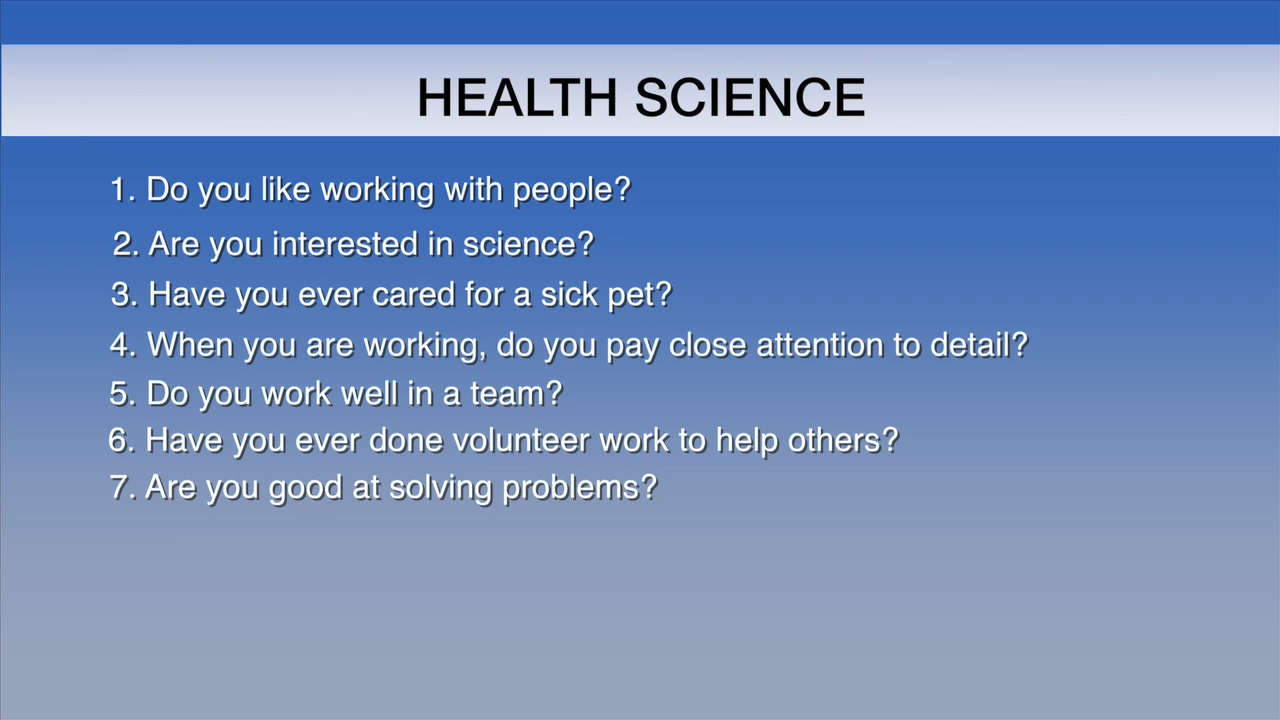 HEALTH SCIENCE
1. Do you like working with people?
2. Are you interested in science?
3. Have you ever cared for a sick pet?
4. When you are working, do you pay close attention to detail?
5. Do you work well in a team?
6. Have you ever done volunteer work to help others?
7. Are you good at solving problems?